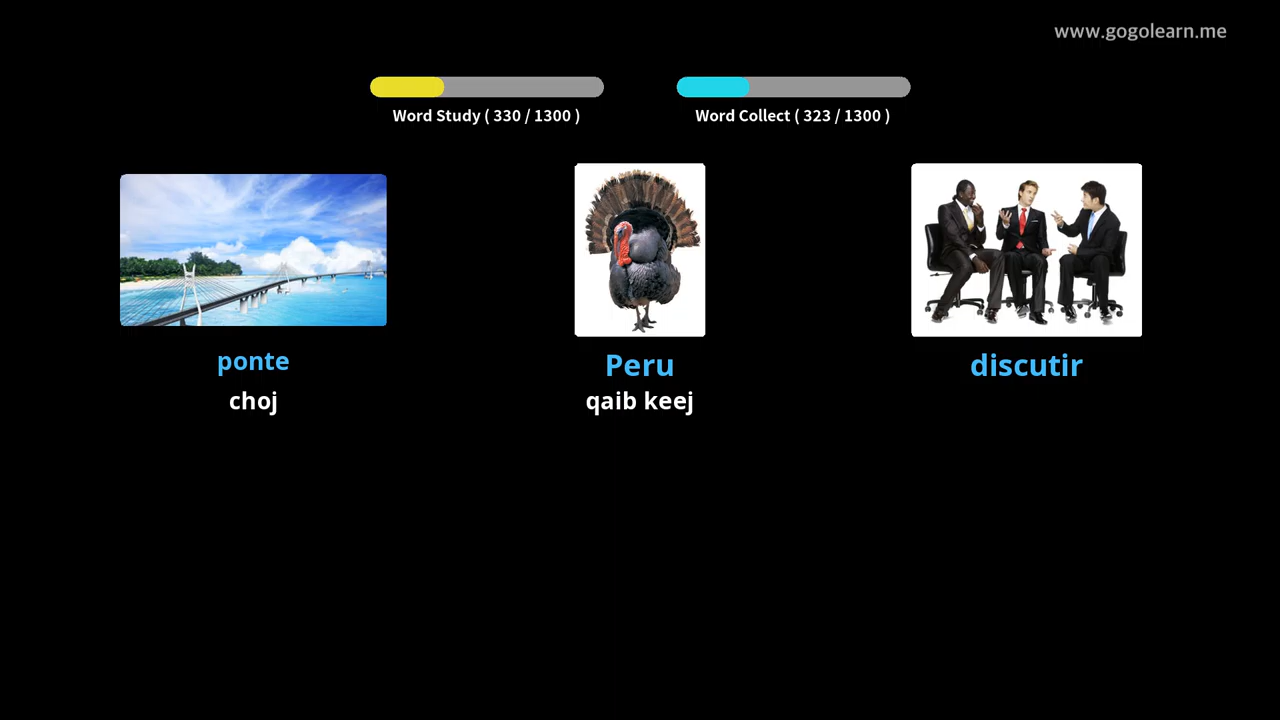 www.gogolearn.me
Word Study ( 330 / 1300 )
Word Collect ( 323 / 1300 )
ponte
choj
Peru
qaib keej
discutir